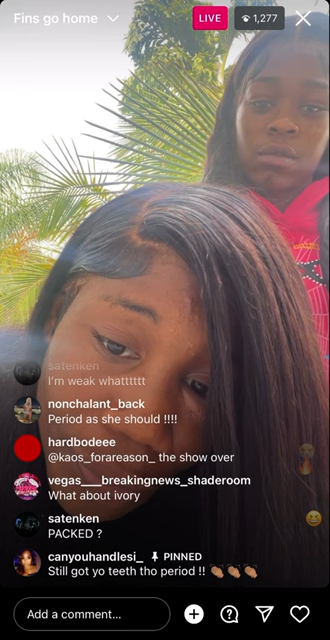 Fins go home
LIVE
1,277
satenken
I'm weak whatttttt
nonchalant_back
Period as she should !!!!
hardbodeee
@kaos_forareason_ the show over
vegas___breakingnews_shaderoom
What about ivory
satenken
PACKED ?
canyouhandlesi_ PINNED
Still got yo teeth tho period !! 👏🏼👏🏼👏🏼
Add a comment...